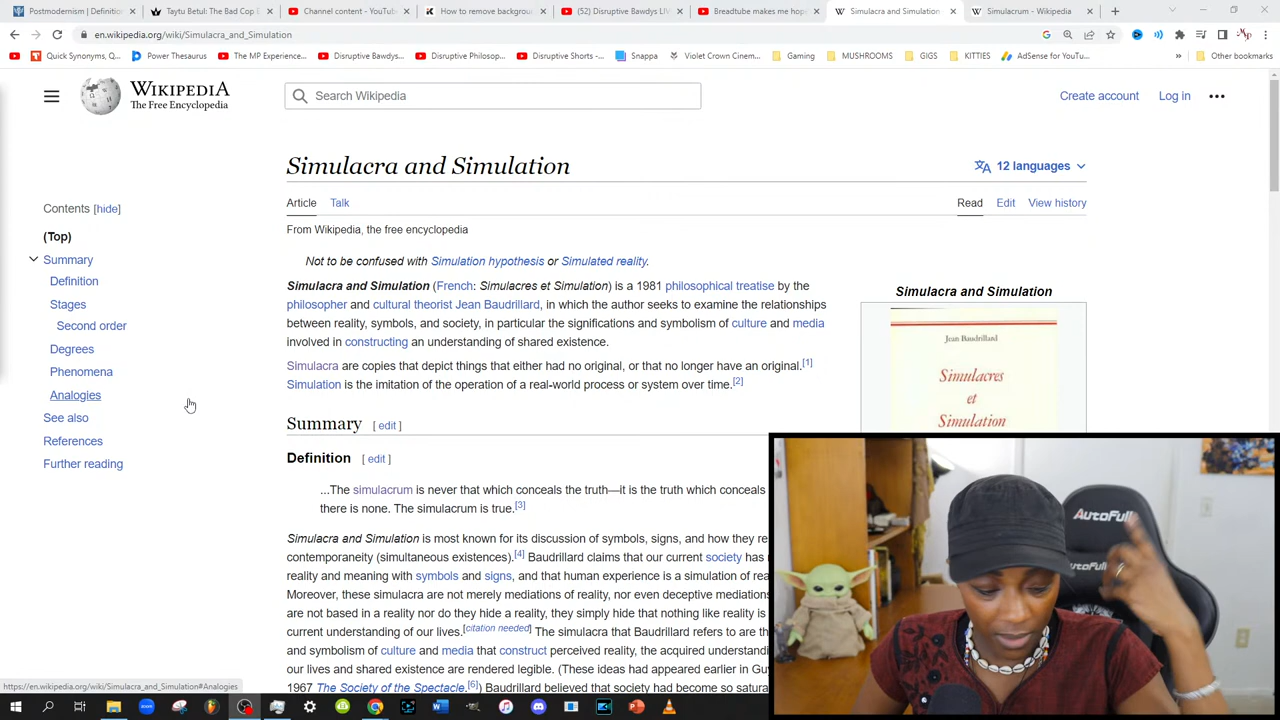 Postmodernism | Definit
Taytu Betul: The Bad Cop E
Channel content - YouTube
How to remove backgrou
(52) Disruptive Bawdys LIV
Breadtube makes me hope
Simulacra and Simulation
Simulacrum - Wikipedia
en.wikipedia.org/wiki/Simulacra_and_Simulation
Quick Synonyms, Q...
Power Thesaurus
The MP Experience...
Disruptive Bawdys...
Disruptive Philosop...
Disruptive Shorts -...
Snappa
Violet Crown Cinem...
Gaming
MUSHROOMS
GIGS
KITTIES
AdSense for YouTu...
»
Other bookmarks
WIKIPEDIA
The Free Encyclopedia
Search Wikipedia
Create account
Log in
Simulacra and Simulation
12 languages
Contents [hide]
Article
Talk
Read
Edit
View history
(Top)
From Wikipedia, the free encyclopedia
Summary
Not to be confused with Simulation hypothesis or Simulated reality.
Definition
Simulacra and Simulation (French: Simulacres et Simulation) is a 1981 philosophical treatise by the
Simulacra and Simulation
Stages
philosopher and cultural theorist Jean Baudrillard, in which the author seeks to examine the relationships
Second order
between reality, symbols, and society, in particular the significations and symbolism of culture and media
Jean Baudrillard
Degrees
involved in constructing an understanding of shared existence.
Phenomena
Simulacra are copies that depict things that either had no original, or that no longer have an original.[1]
Simulacres
Simulation is the imitation of the operation of a real-world process or system over time.[2]
et
Analogies
Simulation
See also
Summary [ edit ]
References
Definition [ edit ]
Further reading
...The simulacrum is never that which conceals the truth—it is the truth which conceals
there is none. The simulacrum is true.[3]
AutoFull
Simulacra and Simulation is most known for its discussion of symbols, signs, and how they re
contemporaneity (simultaneous existences).[4] Baudrillard claims that our current society has
AutoFull
reality and meaning with symbols and signs, and that human experience is a simulation of rea
Moreover, these simulacra are not merely mediations of reality, nor even deceptive mediations
are not based in a reality nor do they hide a reality, they simply hide that nothing like reality is
current understanding of our lives.[citation needed] The simulacra that Baudrillard refers to are th
and symbolism of culture and media that construct perceived reality, the acquired understandi
our lives and shared existence are rendered legible. (These ideas had appeared earlier in Guy
https://en.wikipedia.org/wiki/Simulacra_and_Simulation#Analogies
1967 The Society of the Spectacle.[6]) Baudrillard believed that society had become so satura